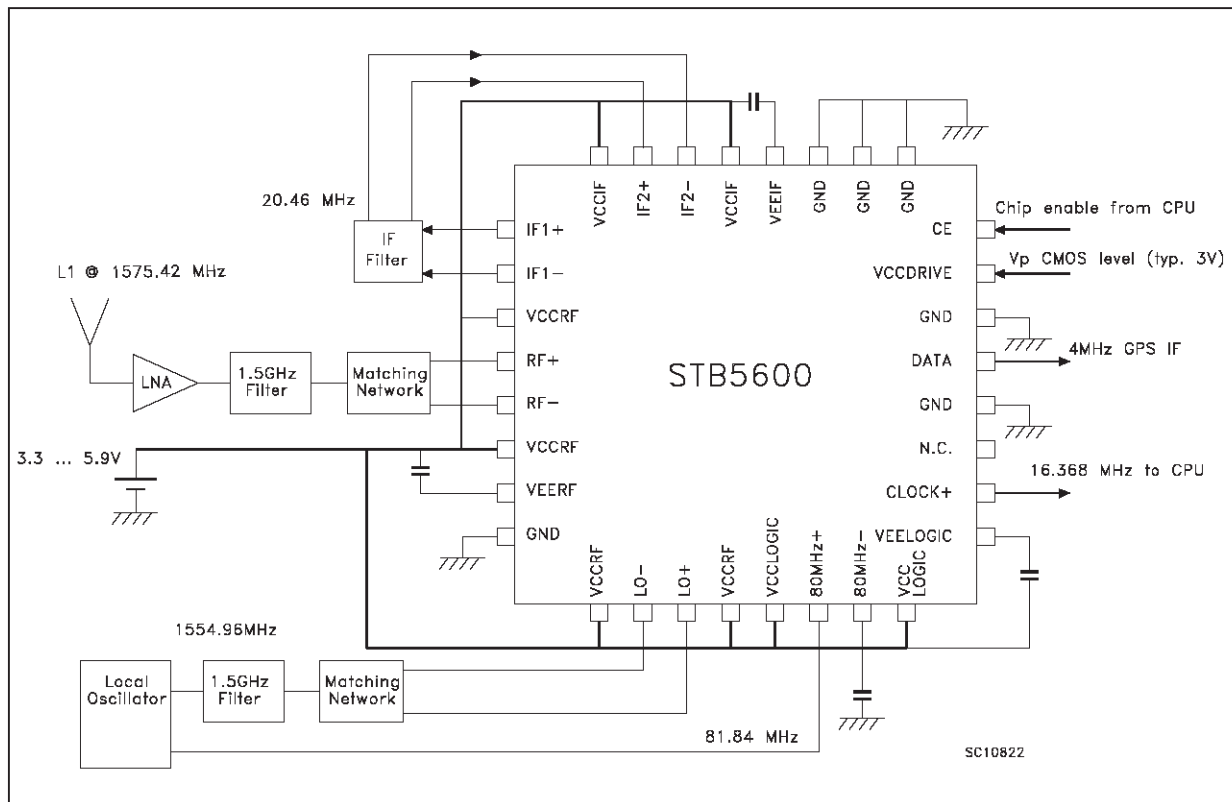 20.46 MHz
IF
Filter
L1 @ 1575.42 MHz
LNA
1.5GHz
Filter
Matching
Network
3.3 ... 5.9V
VCCIF
IF2+
IF2-
VCCIF
VEEIF
GND
GND
GND
IF1+
IF1-
VCCRF
RF+
RF-
VCCRF
VEERF
GND
STB5600
CE
VCCDRIVE
GND
DATA
GND
N.C.
CLOCK+
VEELOGIC
Chip enable from CPU
Vp CMOS level (typ. 3V)
4MHz GPS IF
16.368 MHz to CPU
VCCRF
LO-
LO+
VCCRF
VCCLOGIC
80MHz+
80MHz-
VCC
LOGIC
1554.96MHz
Local
Oscillator
1.5GHz
Filter
Matching
Network
81.84 MHz
SC10822